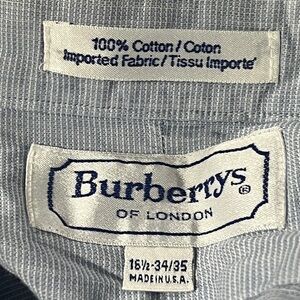 100% Cotton/Coton
Imported Fabric/Tissu Importe'
Burberrys®
OF LONDON
16½-34/35
MADE IN U.S.A.